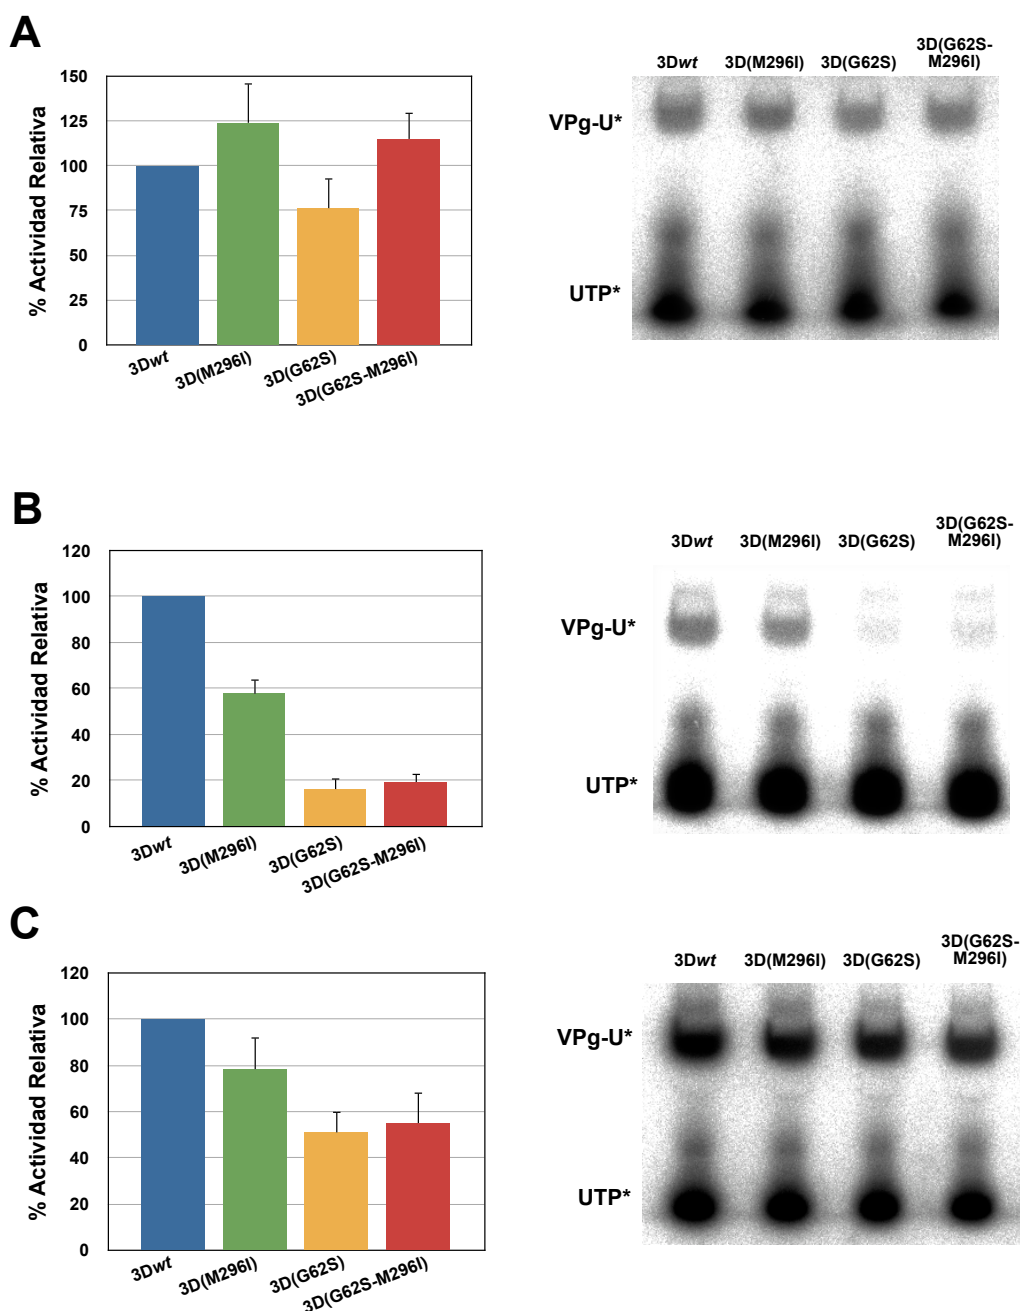 A
% Actividad Relativa
150
125
100
75
50
25
0
3Dwt
3D(M296I)
3D(G62S)
3D(G62S-M296I)
3Dwt
3D(M296I)
3D(G62S)
3D(G62S-
M296I)
VPg-U*
UTP*
B
% Actividad Relativa
120
100
80
60
40
20
0
3Dwt
3D(M296I)
3D(G62S)
3D(G62S-M296I)
3Dwt
3D(M296I)
3D(G62S)
3D(G62S-
M296I)
VPg-U*
UTP*
C
% Actividad Relativa
120
100
80
60
40
20
0
3Dwt
3D(M296I)
3D(G62S)
3D(G62S-M296I)
3Dwt
3D(M296I)
3D(G62S)
3D(G62S-
M296I)
VPg-U*
UTP*